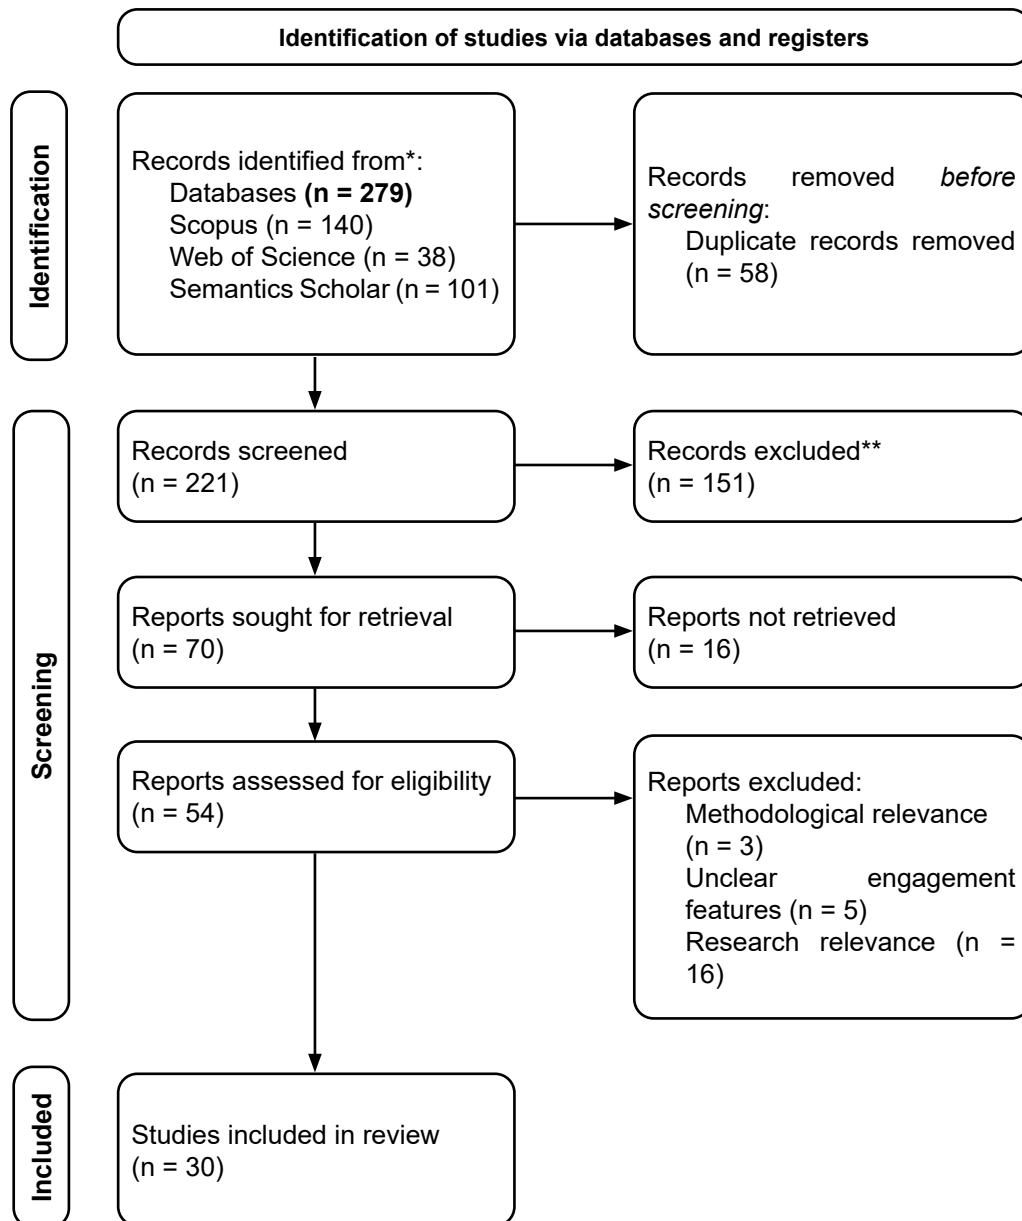 Identification of studies via databases and registers
Identification
Records identified from*:
Databases (n = 279)
Scopus (n = 140)
Web of Science (n = 38)
Semantics Scholar (n = 101)
Records removed before
screening:
Duplicate records removed
(n = 58)
Screening
Records screened
(n = 221)
Records excluded**
(n = 151)
Reports sought for retrieval
(n = 70)
Reports not retrieved
(n = 16)
Reports assessed for eligibility
(n = 54)
Reports excluded:
Methodological relevance
(n = 3)
Unclear engagement
features (n = 5)
Research relevance (n =
16)
Included
Studies included in review
(n = 30)